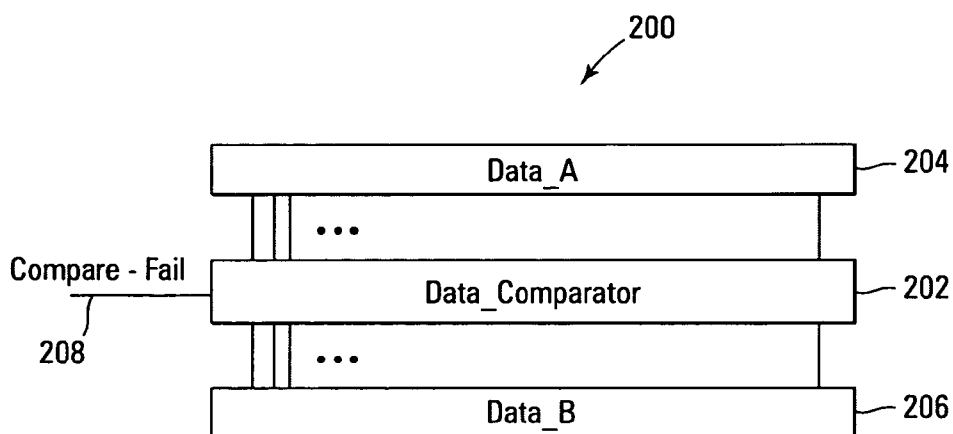 200
Data_A
204
•••
Compare - Fail
Data_Comparator
202
208
•••
Data_B
206